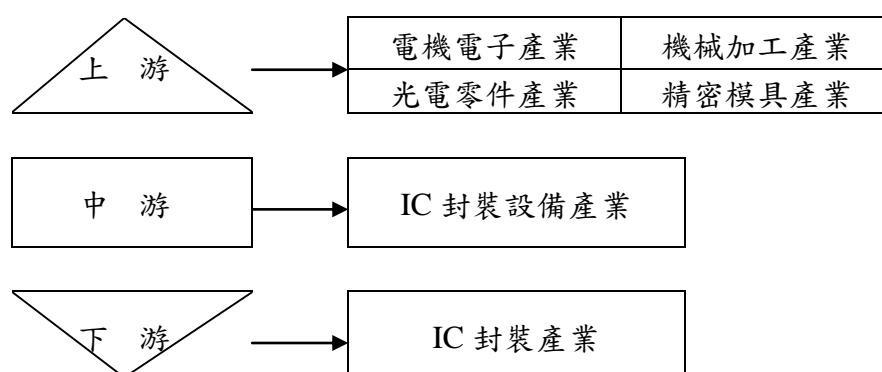 上 游
電機電子產業 機械加工產業
光電零件產業 精密模具產業
中 游
IC 封裝設備產業
下 游
IC 封裝產業